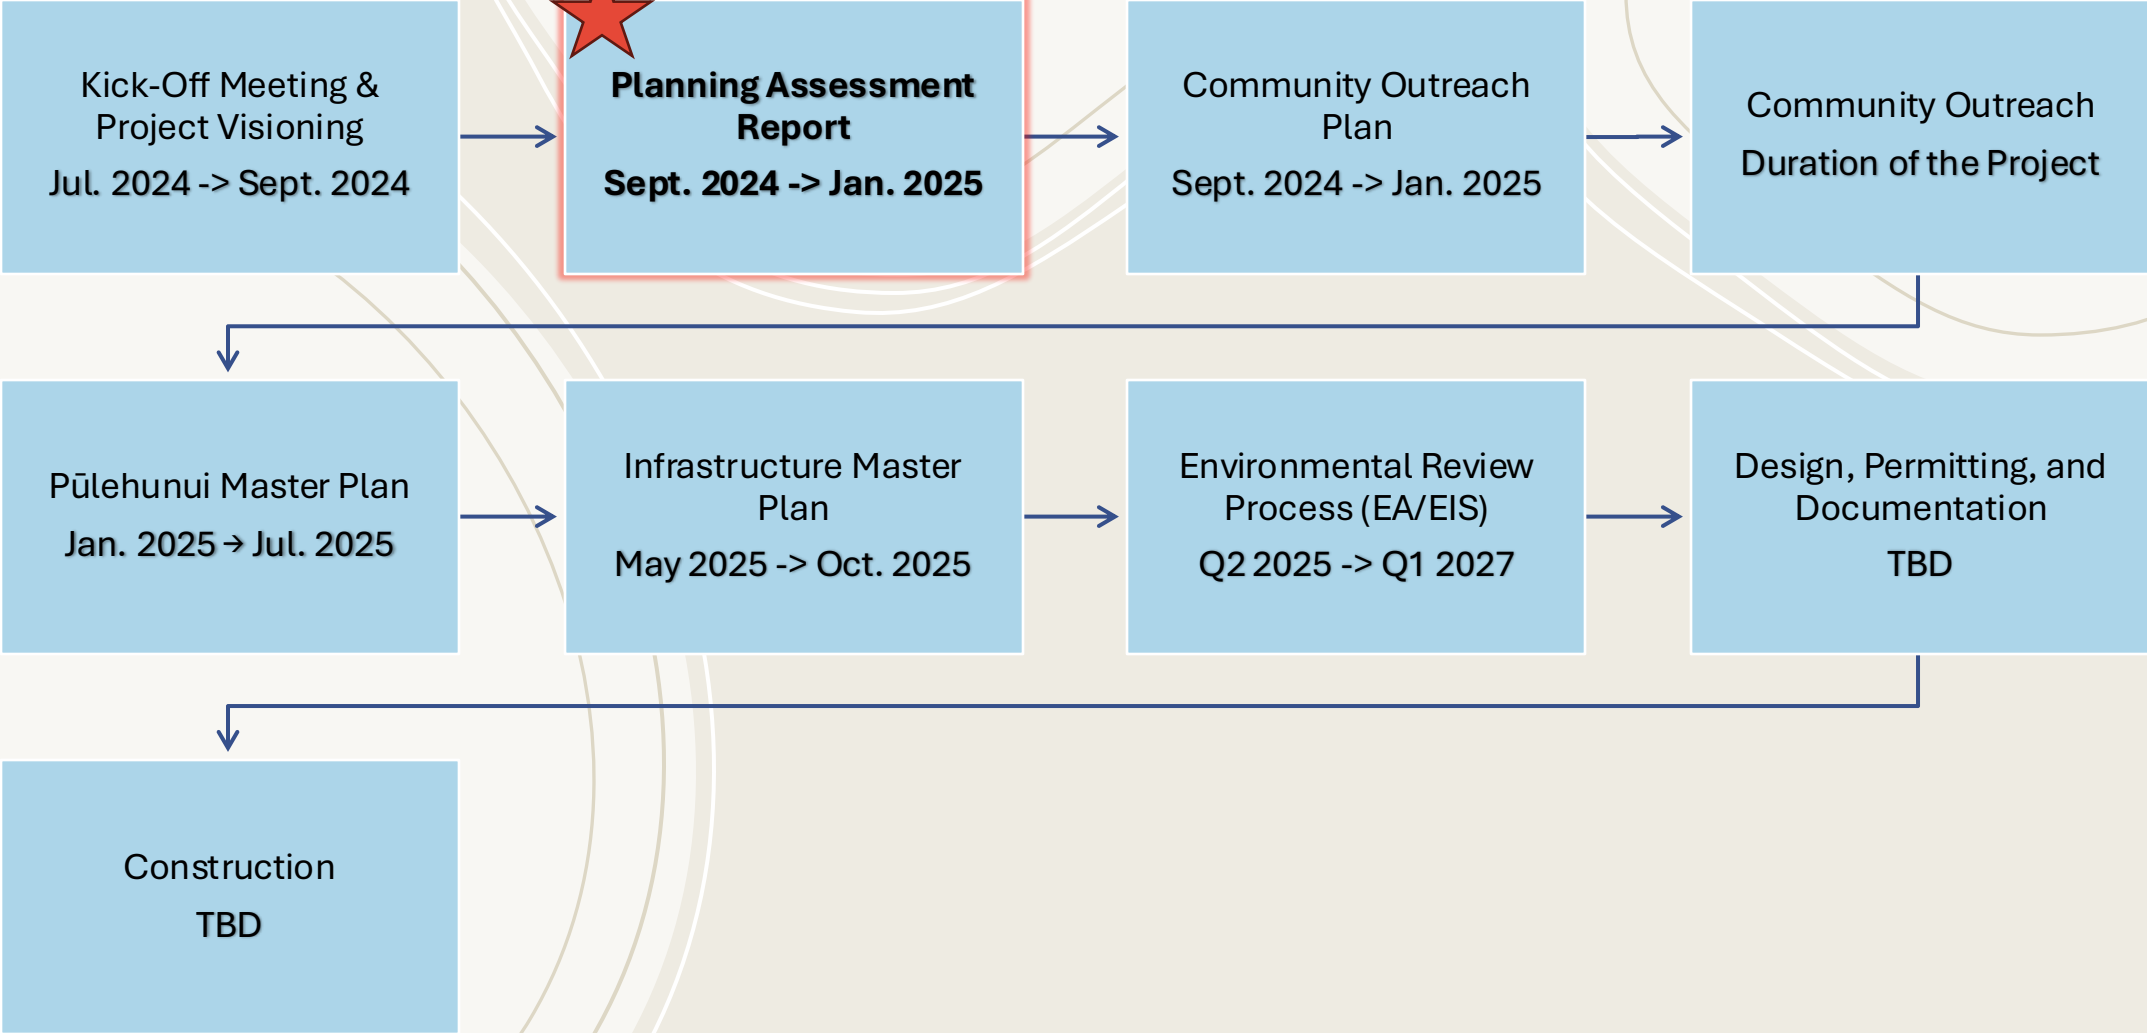 Kick-Off Meeting &
Project Visioning
Jul. 2024 -> Sept. 2024
Planning Assessment
Report
Sept. 2024 -> Jan. 2025
Community Outreach
Plan
Sept. 2024 -> Jan. 2025
Community Outreach
Duration of the Project
Pūlehunui Master Plan
Jan. 2025 → Jul. 2025
Infrastructure Master
Plan
May 2025 -> Oct. 2025
Environmental Review
Process (EA/EIS)
Q2 2025 -> Q1 2027
Design, Permitting, and
Documentation
TBD
Construction
TBD